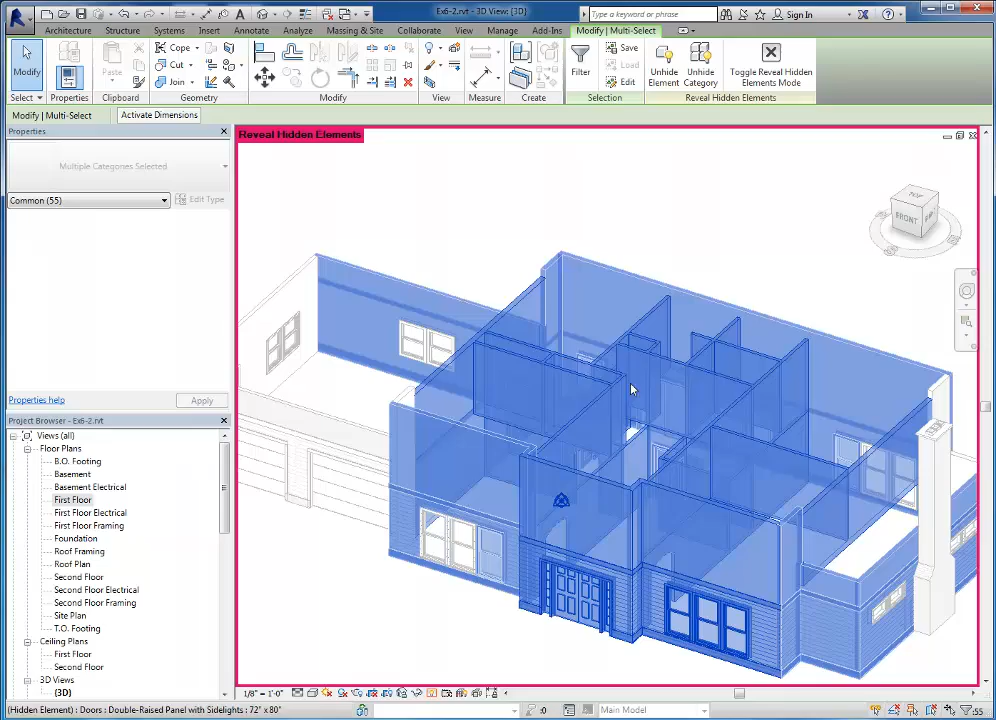 Ex6-2.rvt - 3D View: {3D}
Type a keyword or phrase
Sign In
Architecture Structure Systems Insert Annotate Analyze Massing & Site Collaborate View Manage Add-Ins Modify | Multi-Select
Modify
Paste
Cope
Cut
Join
Filter
Save
Load
Edit
Unhide Element
Unhide Category
Toggle Reveal Hidden Elements Mode
Select Properties Clipboard Geometry Modify View Measure Create Selection Reveal Hidden Elements
Modify | Multi-Select Activate Dimensions
Properties
Multiple Categories Selected
Common (55) Edit Type
Properties help Apply
Reveal Hidden Elements
TOP
FRONT
Project Browser - Ex6-2.rvt
Views (all)
Floor Plans
B.O. Footing
Basement
Basement Electrical
First Floor
First Floor Electrical
First Floor Framing
Foundation
Roof Framing
Roof Plan
Second Floor
Second Floor Electrical
Second Floor Framing
Site Plan
T.O. Footing
Ceiling Plans
First Floor
Second Floor
3D Views
{3D}
1/8" = 1'-0"
(Hidden Element) : Doors : Double-Raised Panel with Sidelights : 72" x 80" :0 Main Model :55